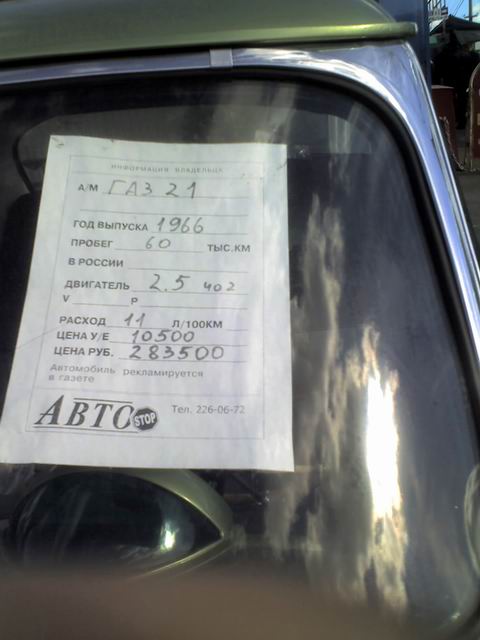 ИНФОРМАЦИЯ ВЛАДЕЛЬЦА
А/М ГАЗ 21
ГОД ВЫПУСКА 1966
ПРОБЕГ 60 ТЫС.КМ
В РОССИИ
ДВИГАТЕЛЬ 2.5 402
V P
РАСХОД 11 Л/100КМ
ЦЕНА У/Е 10500
ЦЕНА РУБ. 283500
Автомобиль рекламируется
в газете
АВТО STOP Тел. 226-06-72